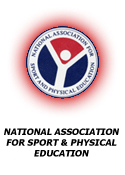 NATIONAL ASSOCIATION FOR
SPORT AND PHYSICAL EDUCATION
NATIONAL ASSOCIATION
FOR SPORT & PHYSICAL
EDUCATION